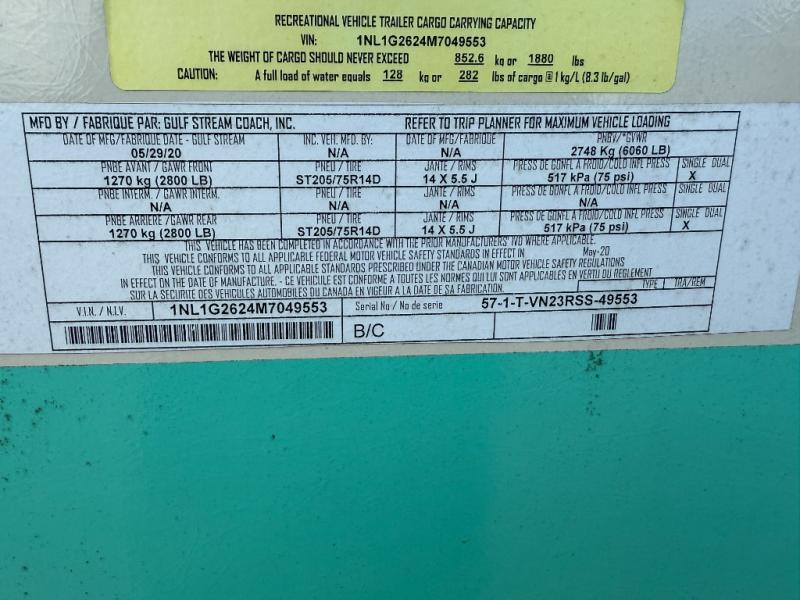 RECREATIONAL VEHICLE TRAILER CARGO CARRYING CAPACITY
VIN: 1NL1G2624M7049553
THE WEIGHT OF CARGO SHOULD NEVER EXCEED 852.6 kg or 1880 lbs
CAUTION: A full load of water equals 128 kg or 282 lbs of cargo @ 1 kg/L (8.3 lb/gal)
MFD BY / FABRIQUE PAR: GULF STREAM COACH, INC. REFER TO TRIP PLANNER FOR MAXIMUM VEHICLE LOADING
DATE OF MFG/FABRIQUE DATE - GULF STREAM INC. VEH. MFG. BY: DATE OF MFG/FABRIQUE PNBV/*GVWR
05/29/20 N/A N/A 2748 Kg (6060 LB)
PNBE AVANT / GAWR FRONT PNEU / TIRE JANTE / RIMS PRESS DE GONFL A FROID/COLD INFL PRESS SINGLE DUAL
1270 kg (2800 LB) ST205/75R14D 14 X 5.5 J 517 kPa (75 psi) X
PNBE INTERM. / GAWR INTERM. PNEU / TIRE JANTE / RIMS PRESS DE GONFL A FROID/COLD INFL PRESS SINGLE DUAL
N/A N/A N/A N/A
PNBE ARRIERE /GAWR REAR PNEU / TIRE JANTE / RIMS PRESS DE GONFL A FROID/COLD INFL PRESS SINGLE DUAL
1270 kg (2800 LB) ST205/75R14D 14 X 5.5 J 517 kPa (75 psi) X
THIS VEHICLE HAS BEEN COMPLETED IN ACCORDANCE WITH THE PRIOR MANUFACTURERS' IVD WHERE APPLICABLE.
THIS VEHICLE CONFORMS TO ALL APPLICABLE FEDERAL MOTOR VEHICLE SAFETY STANDARDS IN EFFECT IN May-20
THIS VEHICLE CONFORMS TO ALL APPLICABLE STANDARDS PRESCRIBED UNDER THE CANADIAN MOTOR VEHICLE SAFETY REGULATIONS
IN EFFECT ON THE DATE OF MANUFACTURE. - CE VEHICULE EST CONFORME A TOUTES LES NORMES QUI LUI SONT APPLICABLES EN VERTU DU REGLEMENT
SUR LA SECURITE DES VEHICULES AUTOMOBILES DU CANADA EN VIGUEUR A LA DATE DE SA FABRICATION. TYPE TRA/REM
V.I.N. / N.I.V. 1NL1G2624M7049553 Serial No / No de serie 57-1-T-VN23RSS-49553
B/C